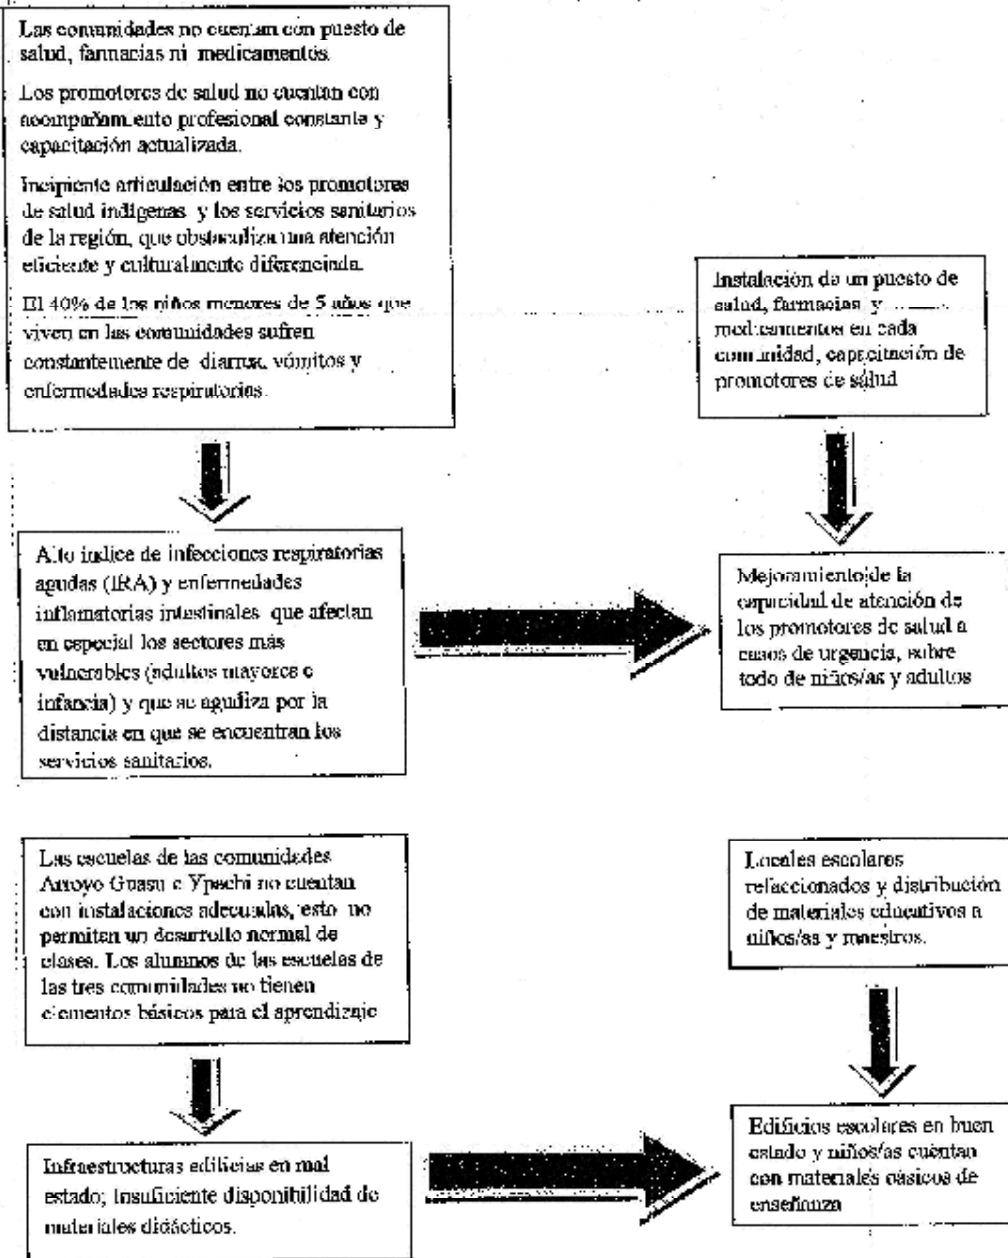 Las comunidades no cuentan con puesto de
salud, farmacias ni medicamentos.
Los promotores de salud no cuentan con
acompañamiento profesional constante y
capacitación actualizada.
Incipiente articulación entre los promotores
de salud indígenas y los servicios sanitarios
de la región, que obstaculiza una atención
eficiente y culturalmente diferenciada.
El 40% de los niños menores de 5 años que
viven en las comunidades sufren
constantemente de diarrea, vómitos y
enfermedades respiratorias.
Instalación de un puesto de
salud, farmacias y
medicamentos en cada
comunidad, capacitación de
promotores de salud
Alto índice de infecciones respiratorias
agudas (IRA) y enfermedades
inflamatorias intestinales que afectan
en especial los sectores más
vulnerables (adultos mayores e
infancia) y que se agudiza por la
distancia en que se encuentran los
servicios sanitarios.
Mejoramiento de la
capacidad de atención de
los promotores de salud a
casos de urgencia, sobre
todo de niños/as y adultos
Las escuelas de las comunidades
Arroyo Guasu e Ypachi no cuentan
con instalaciones adecuadas, esto no
permiten un desarrollo normal de
clases. Los alumnos de las escuelas de
las tres comunidades no tienen
elementos básicos para el aprendizaje
Locales escolares
refaccionados y distribución
de materiales educativos a
niños/as y maestros.
Infraestructuras edilicias en mal
estado; Insuficiente disponibilidad de
materiales didácticos.
Edificios escolares en buen
estado y niños/as cuentan
con materiales básicos de
enseñanza